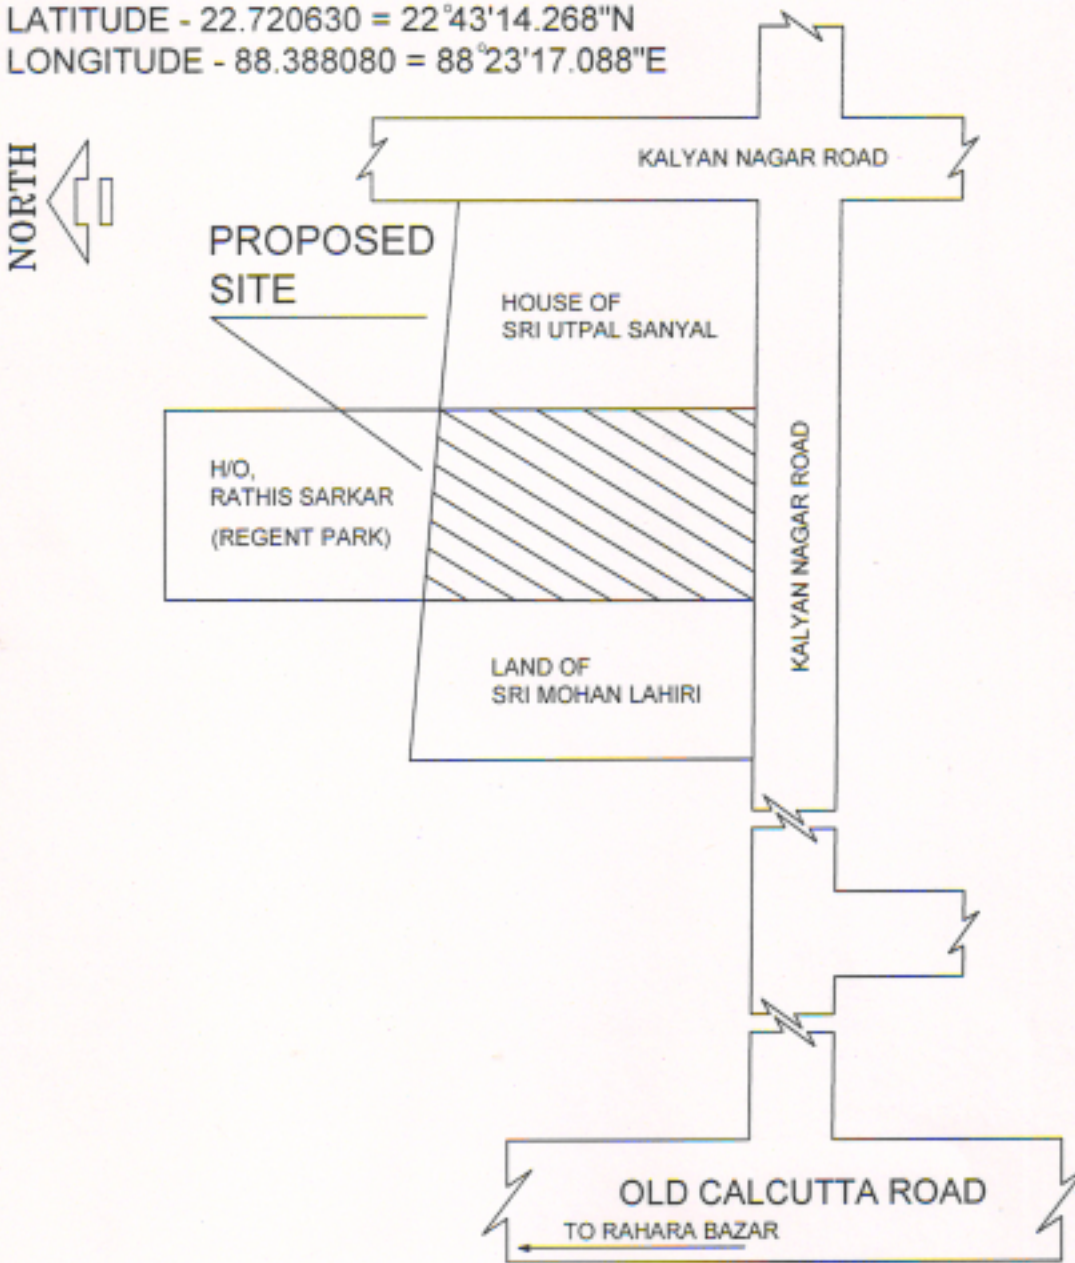 LATITUDE - 22.720630 = 22°43'14.268"N
LONGITUDE - 88.388080 = 88°23'17.088"E
NORTH
KALYAN NAGAR ROAD
PROPOSED
SITE
HOUSE OF
SRI UTPAL SANYAL
H/O,
RATHIS SARKAR
(REGENT PARK)
KALYAN NAGAR ROAD
LAND OF
SRI MOHAN LAHIRI
OLD CALCUTTA ROAD
TO RAHARA BAZAR